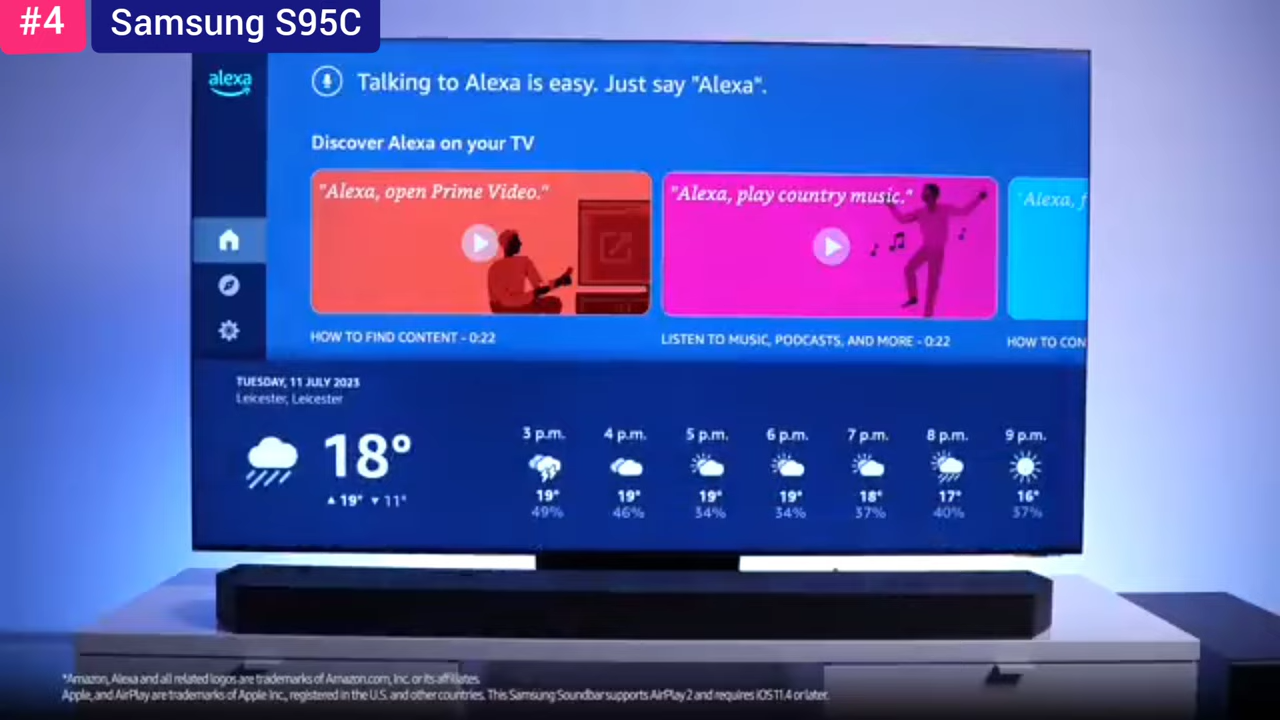 #4 Samsung S95C
alexa
Talking to Alexa is easy. Just say "Alexa".
Discover Alexa on your TV
"Alexa, open Prime Video."
"Alexa, play country music."
"Alexa, f
HOW TO FIND CONTENT - 0:22
LISTEN TO MUSIC, PODCASTS, AND MORE - 0:22
HOW TO CON
TUESDAY, 11 JULY 2023
Leicester, Leicester
18°
▲ 19° ▼ 11°
3 p.m. 4 p.m. 5 p.m. 6 p.m. 7 p.m. 8 p.m. 9 p.m.
19° 19° 19° 19° 18° 17° 16°
49% 46% 34% 34% 37% 40% 37%
*Amazon, Alexa and all related logos are trademarks of Amazon.com, Inc. or its affiliates.
Apple, and AirPlay are trademarks of Apple Inc., registered in the U.S. and other countries. This Samsung Soundbar supports AirPlay 2 and requires iOS 11.4 or later.